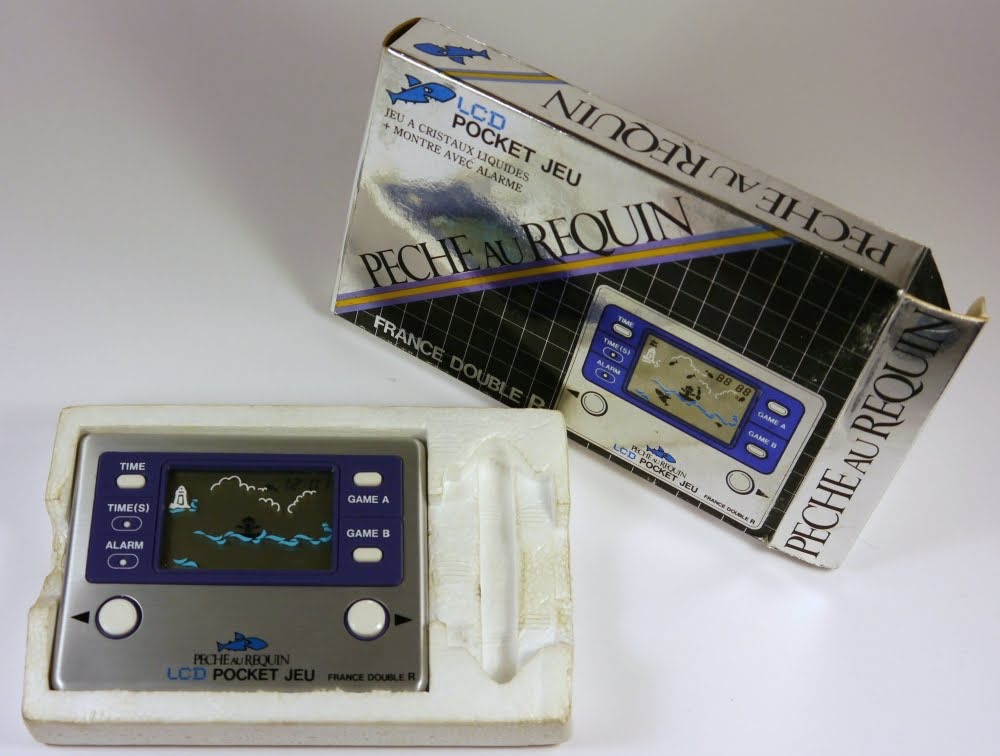 PECHE AU REQUIN
LCD
POCKET JEU
JEU A CRISTAUX LIQUIDES
+ MONTRE AVEC ALARME
PECHE AU REQUIN
FRANCE DOUBLE R
TIME
TIME(S)
ALARM
88 88
GAME A
GAME B
PECHE AU REQUIN
LCD POCKET JEU
FRANCE DOUBLE R
PECHE AU REQUIN
TIME
TIME(S)
ALARM
GAME A
GAME B
PECHE AU REQUIN
LCD POCKET JEU
FRANCE DOUBLE R